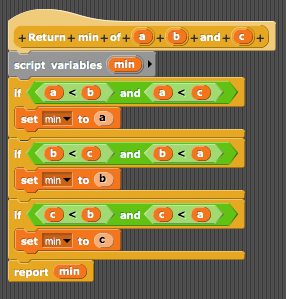 +Return + min + of + a + b + and + c +
script variables min
if a < b and a < c
set min to a
if b < c and b < a
set min to b
if c < b and c < a
set min to c
report min